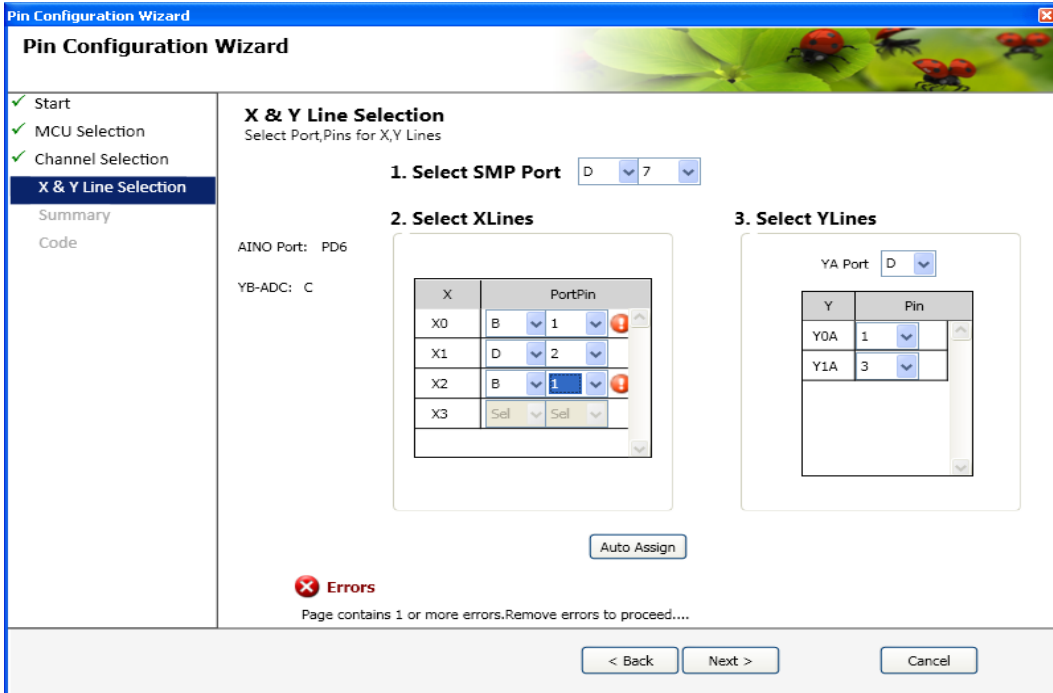 Pin Configuration Wizard
Pin Configuration Wizard
Start
MCU Selection
Channel Selection
X & Y Line Selection
Summary
Code
X & Y Line Selection
Select Port,Pins for X,Y Lines
1. Select SMP Port D 7
2. Select XLines
AINO Port: PD6
YB-ADC: C
X PortPin
X0 B 1
X1 D 2
X2 B 1
X3 Sel Sel
3. Select YLines
YA Port D
Y Pin
Y0A 1
Y1A 3
Auto Assign
Errors
Page contains 1 or more errors.Remove errors to proceed....
< Back Next > Cancel